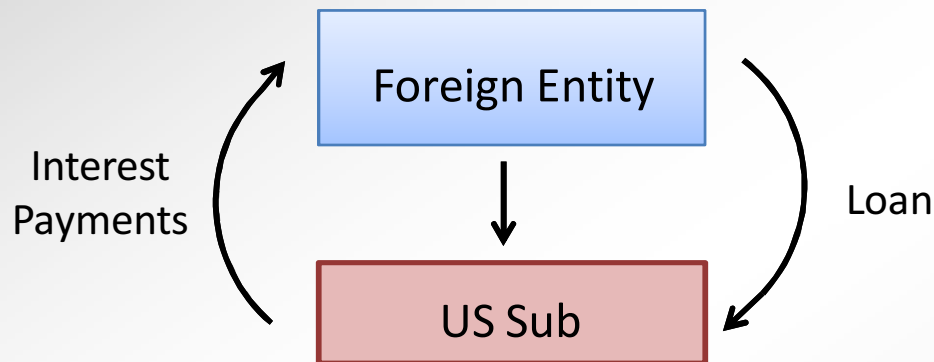 Foreign Entity
Interest
Payments
Loan
US Sub